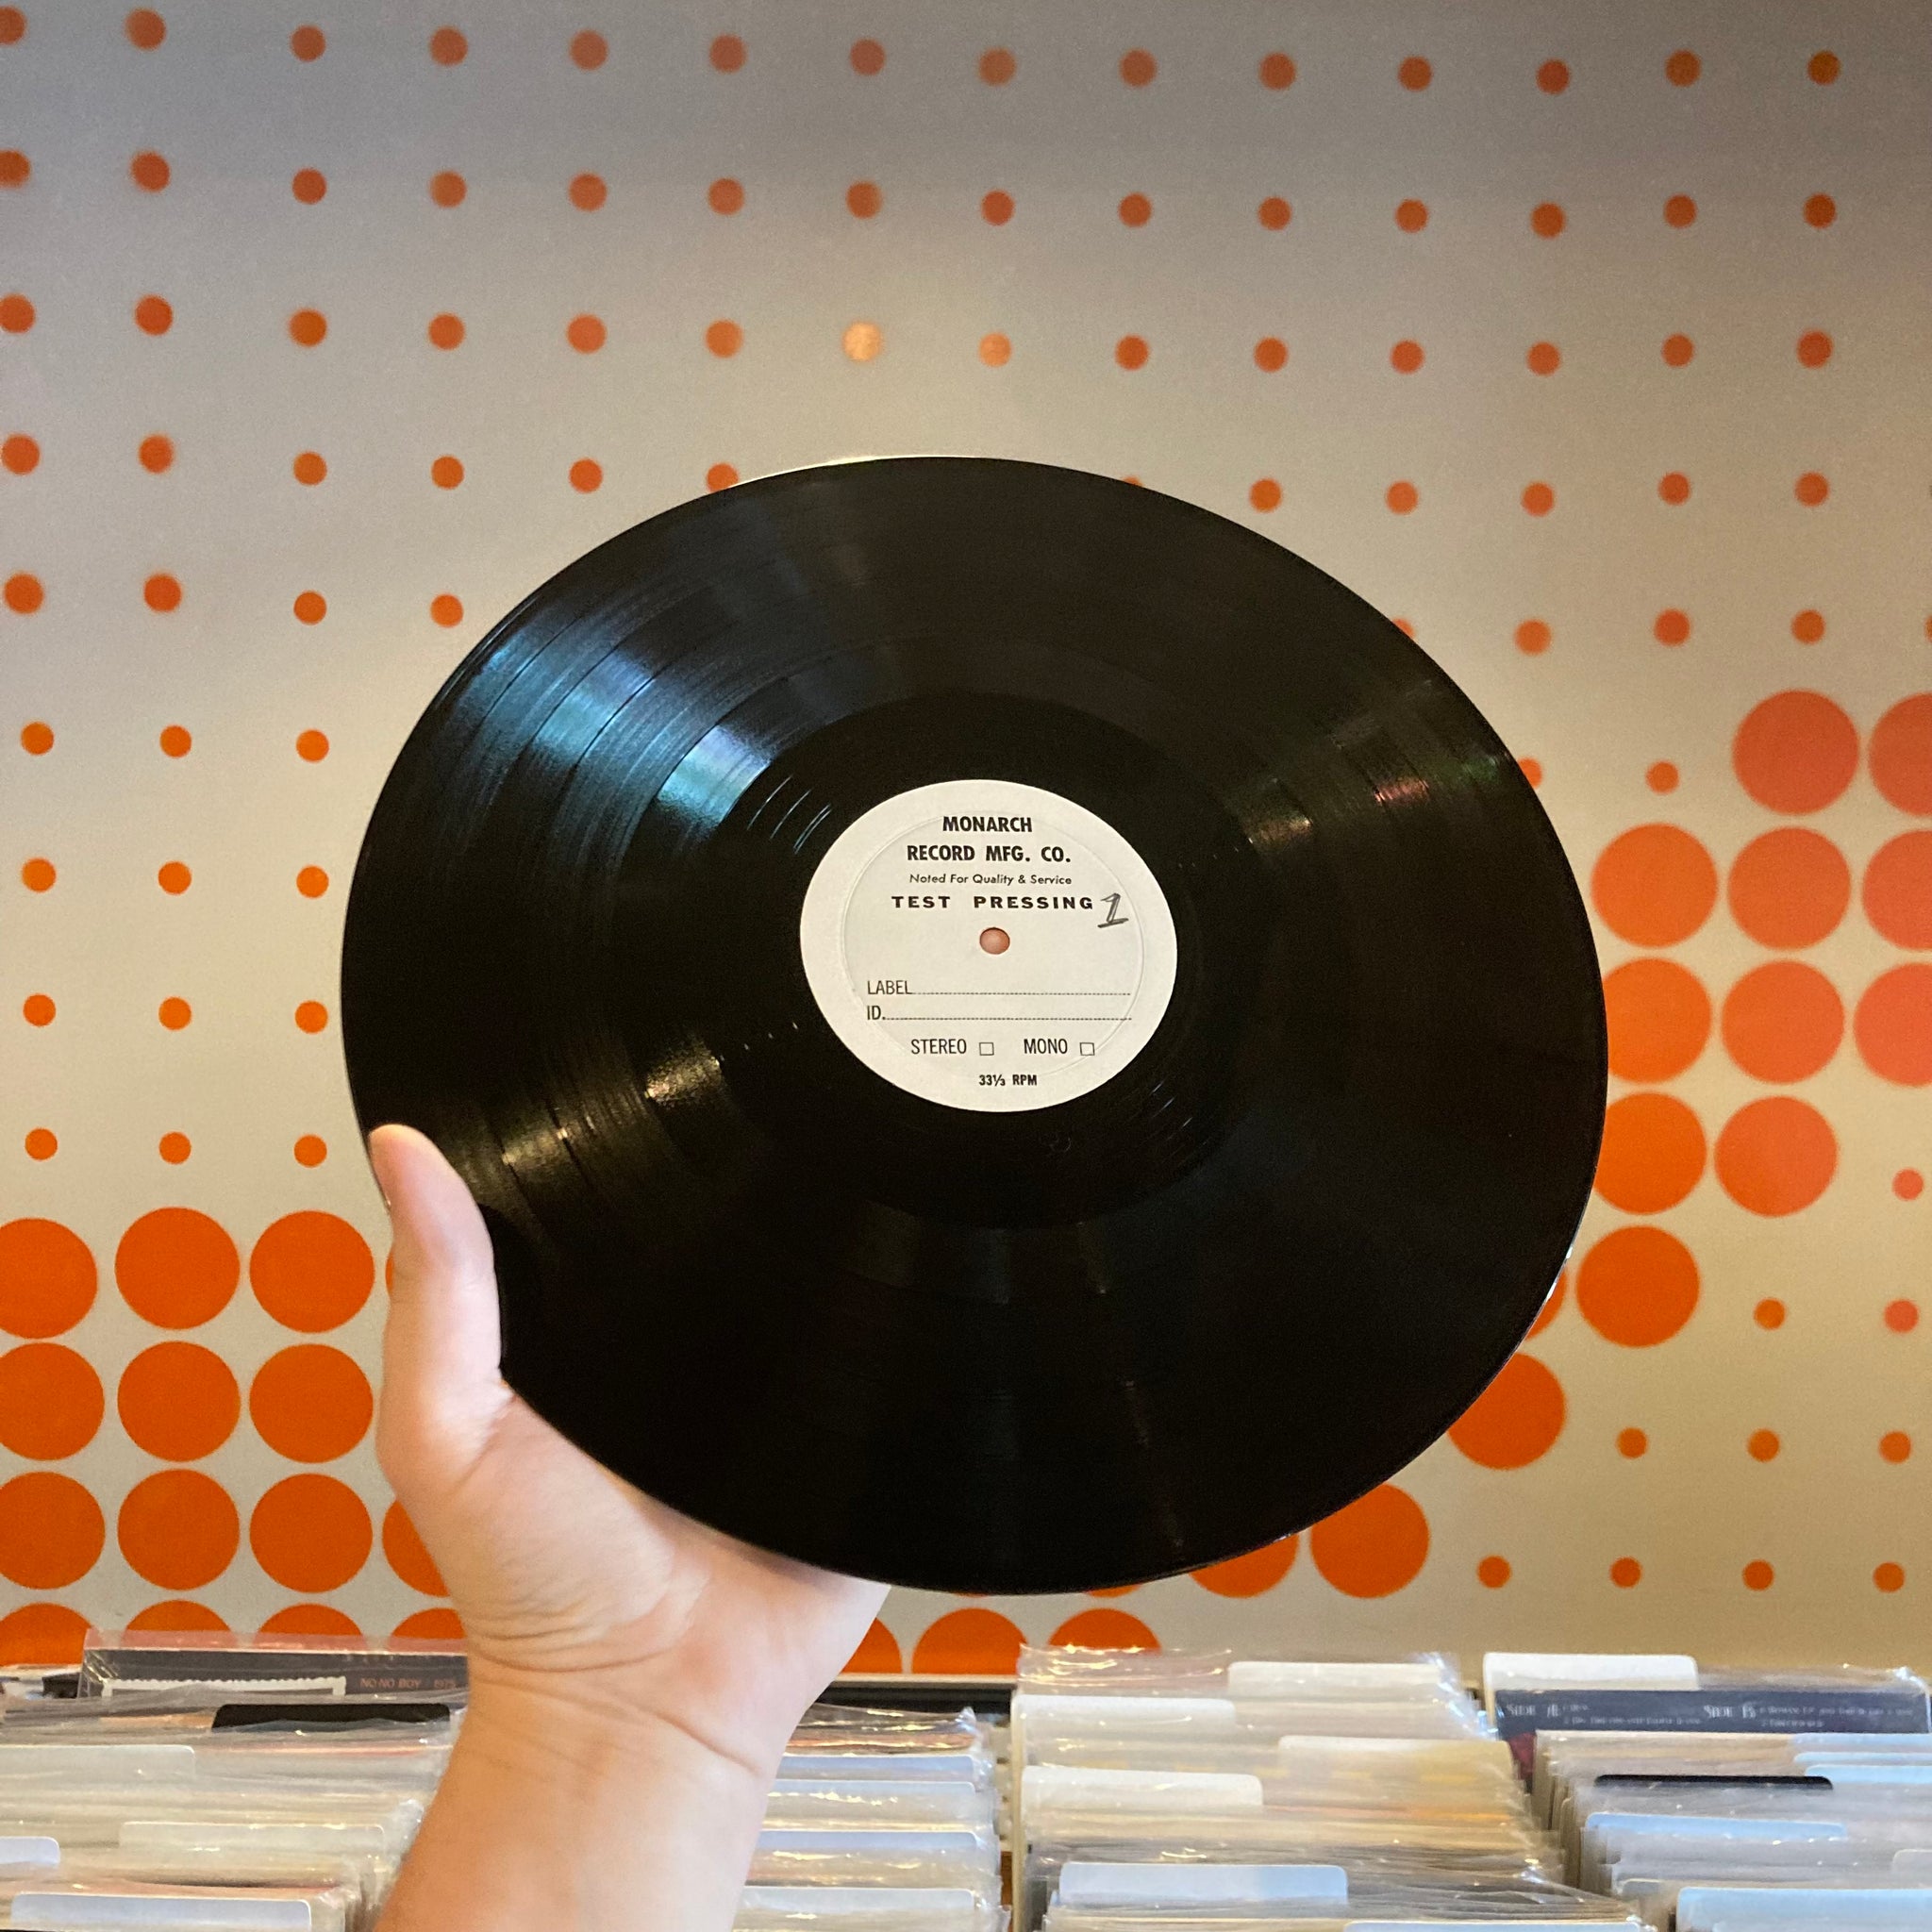 MONARCH
RECORD MFG. CO.
Noted For Quality & Service
TEST PRESSING 1
LABEL
ID.
STEREO □ MONO □
33⅓ RPM
NO NO BOY 1975
SIDE A: SIDE B: